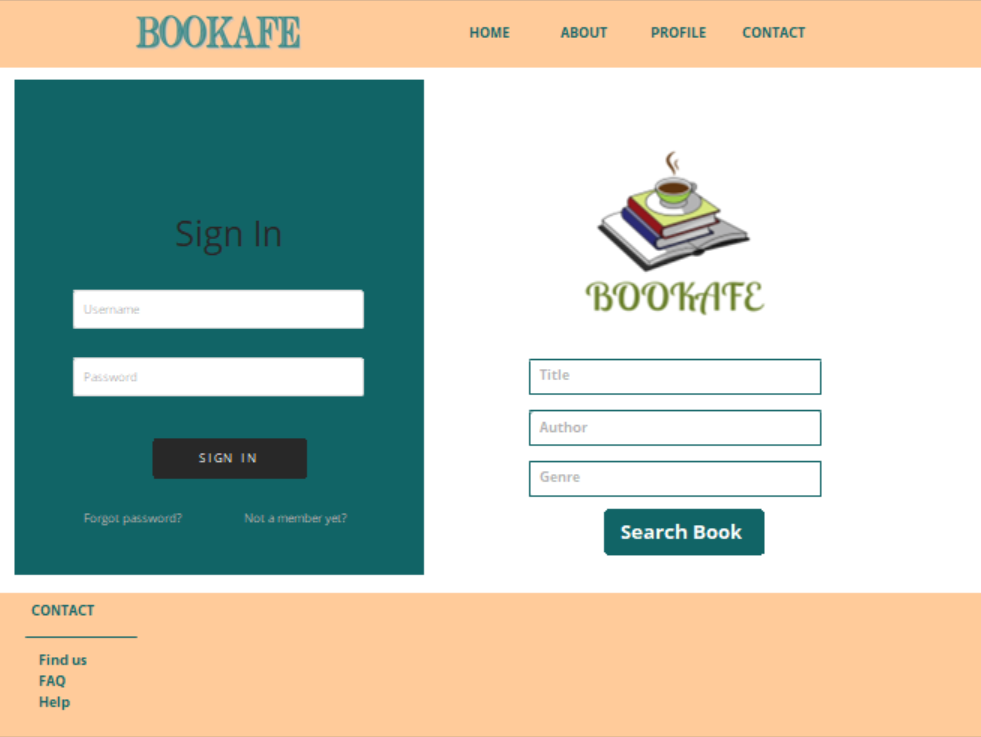 BOOKAFE
HOME ABOUT PROFILE CONTACT
Sign In
Username
Password
SIGN IN
Forgot password? Not a member yet?
BOOKAFE
Title
Author
Genre
Search Book
CONTACT
Find us
FAQ
Help